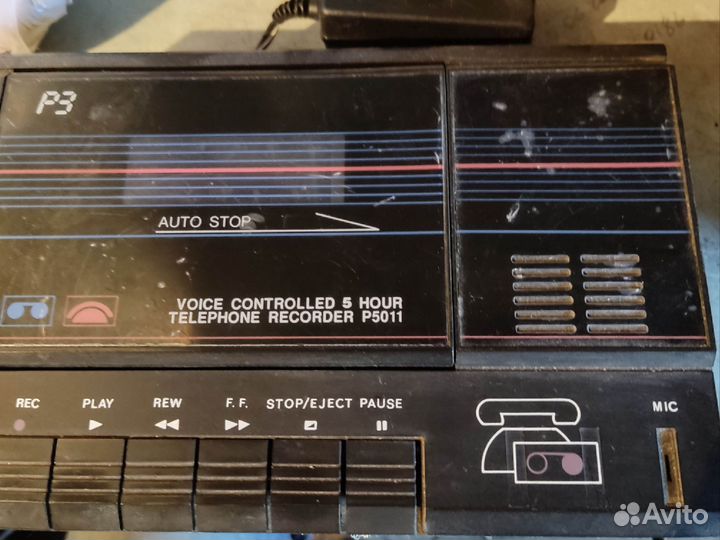 P3
AUTO STOP
VOICE CONTROLLED 5 HOUR
TELEPHONE RECORDER P5011
REC PLAY REW F.F. STOP/EJECT PAUSE
MIC
Avito